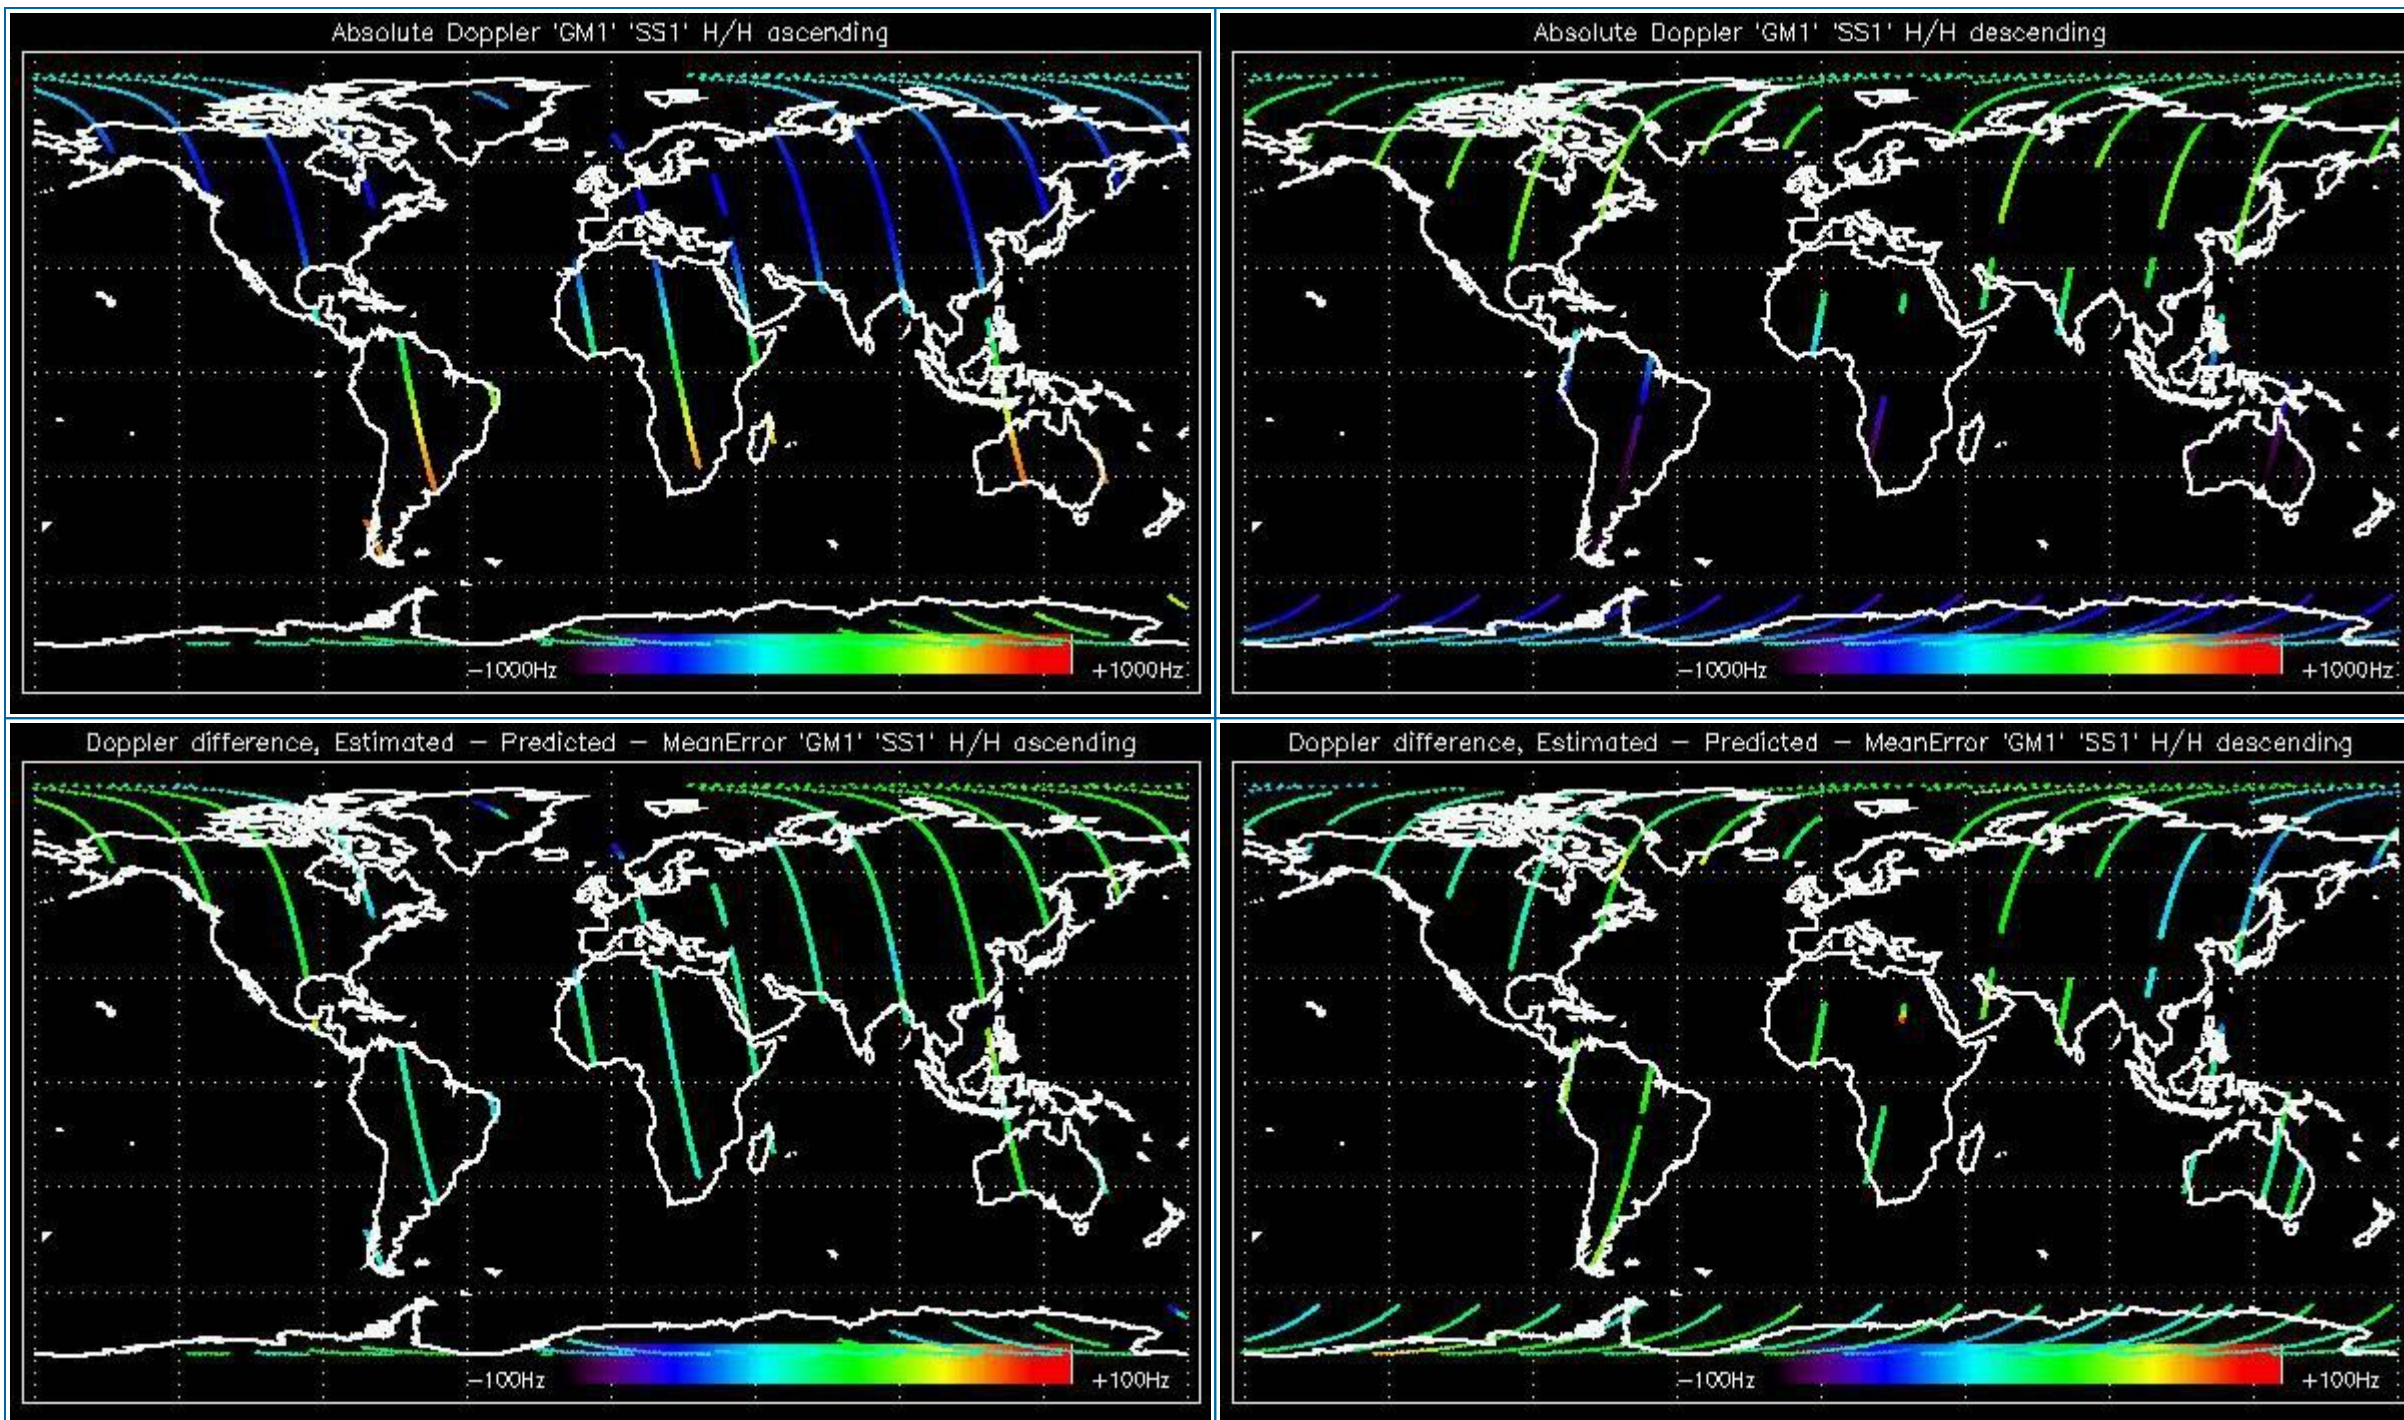 Absolute Doppler 'GM1' 'SS1' H/H ascending
-1000Hz
+1000Hz
Absolute Doppler 'GM1' 'SS1' H/H descending
-1000Hz
+1000Hz
Doppler difference, Estimated - Predicted - MeanError 'GM1' 'SS1' H/H ascending
-100Hz
+100Hz
Doppler difference, Estimated - Predicted - MeanError 'GM1' 'SS1' H/H descending
-100Hz
+100Hz